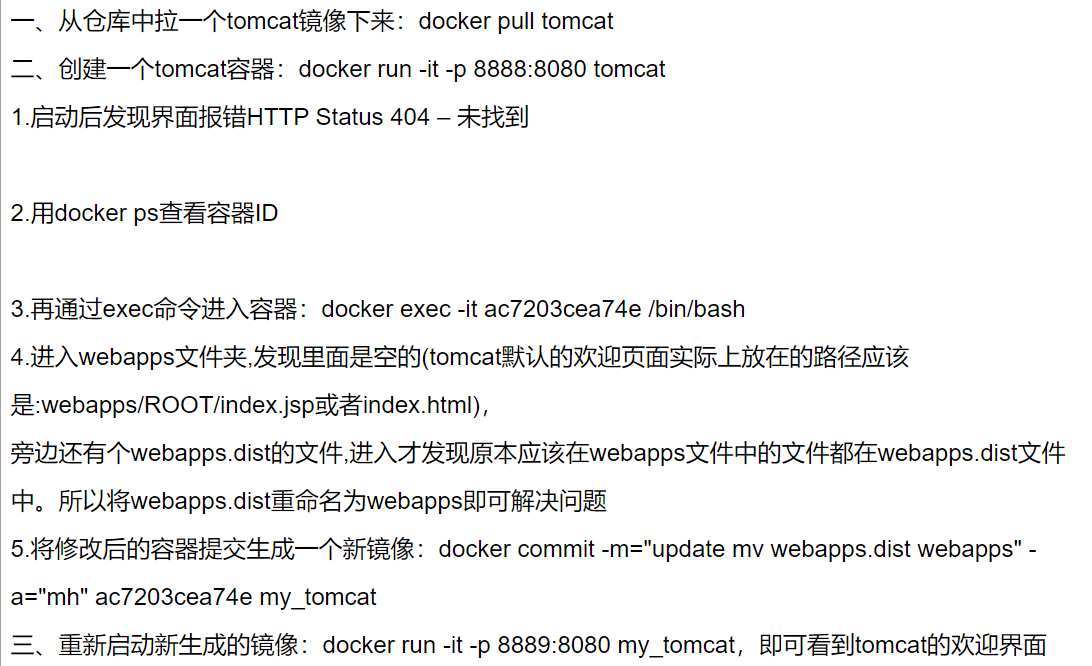 一、从仓库中拉一个tomcat镜像下来：docker pull tomcat
二、创建一个tomcat容器：docker run -it -p 8888:8080 tomcat
1.启动后发现界面报错HTTP Status 404 – 未找到
2.用docker ps查看容器ID
3.再通过exec命令进入容器：docker exec -it ac7203cea74e /bin/bash
4.进入webapps文件夹,发现里面是空的(tomcat默认的欢迎页面实际上放在的路径应该
是:webapps/ROOT/index.jsp或者index.html)，
旁边还有个webapps.dist的文件,进入才发现原本应该在webapps文件中的文件都在webapps.dist文件
中。所以将webapps.dist重命名为webapps即可解决问题
5.将修改后的容器提交生成一个新镜像：docker commit -m="update mv webapps.dist webapps" -
a="mh" ac7203cea74e my_tomcat
三、重新启动新生成的镜像：docker run -it -p 8889:8080 my_tomcat，即可看到tomcat的欢迎界面